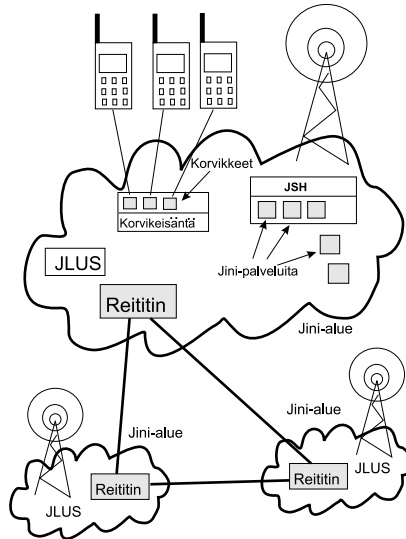 Korvikkeet
JSH
Korvikeisäntä
Jini-palveluita
JLUS
Reititin
Jini-alue
Jini-alue
Jini-alue
Reititin
JLUS
Reititin
JLUS